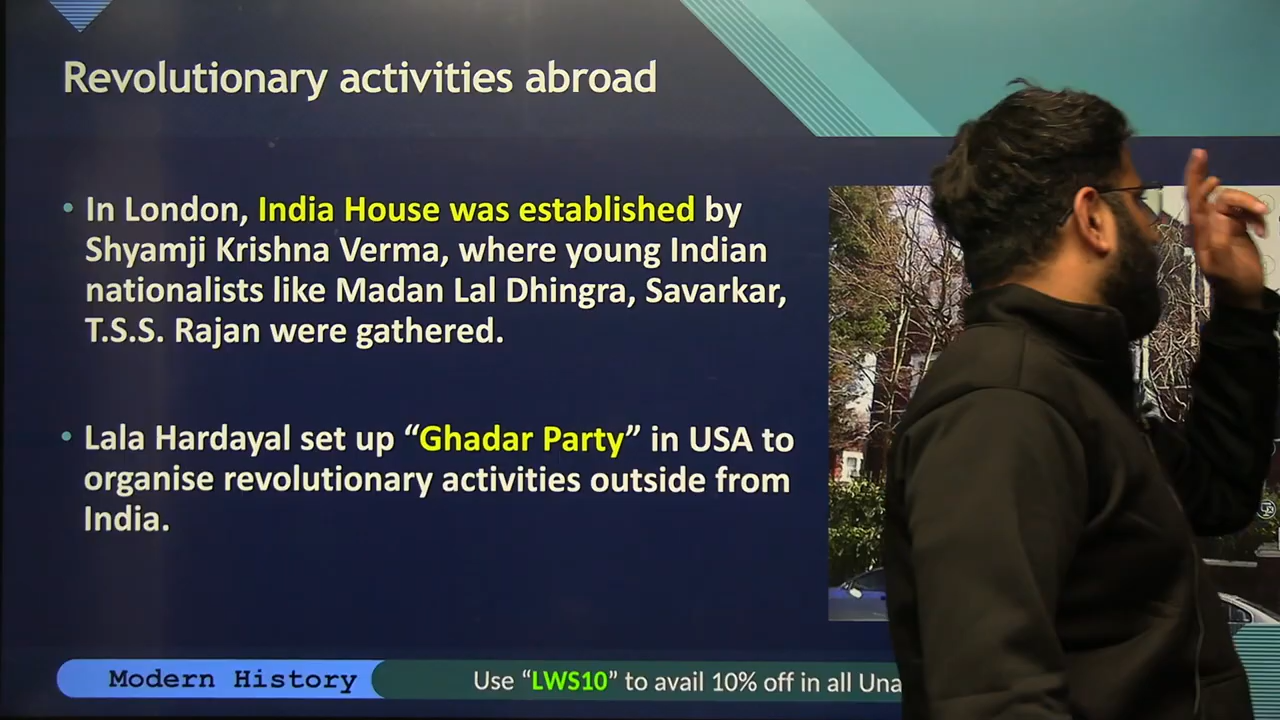 Revolutionary activities abroad
• In London, India House was established by
Shyamji Krishna Verma, where young Indian
nationalists like Madan Lal Dhingra, Savarkar,
T.S.S. Rajan were gathered.
• Lala Hardayal set up “Ghadar Party” in USA to
organise revolutionary activities outside from
India.
Modern History
Use “LWS10” to avail 10% off in all Una